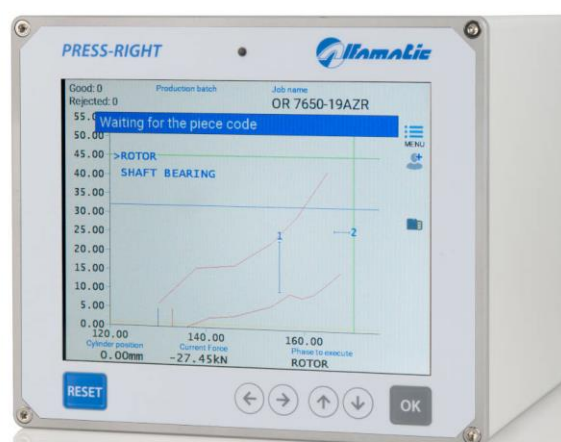 PRESS-RIGHT
Alfamatic
Good: 0 Production batch Job name
Rejected: 0 OR 7650-19AZR
55.0
Waiting for the piece code
50.00
MENU
45.00 >ROTOR
40.00 SHAFT BEARING
35.00
30.00
25.00 1 2
20.00
15.00
10.00
5.00
0.00
120.00 140.00 160.00
Cylinder position Current Force Phase to execute
0.00mm -27.45kN ROTOR
RESET OK